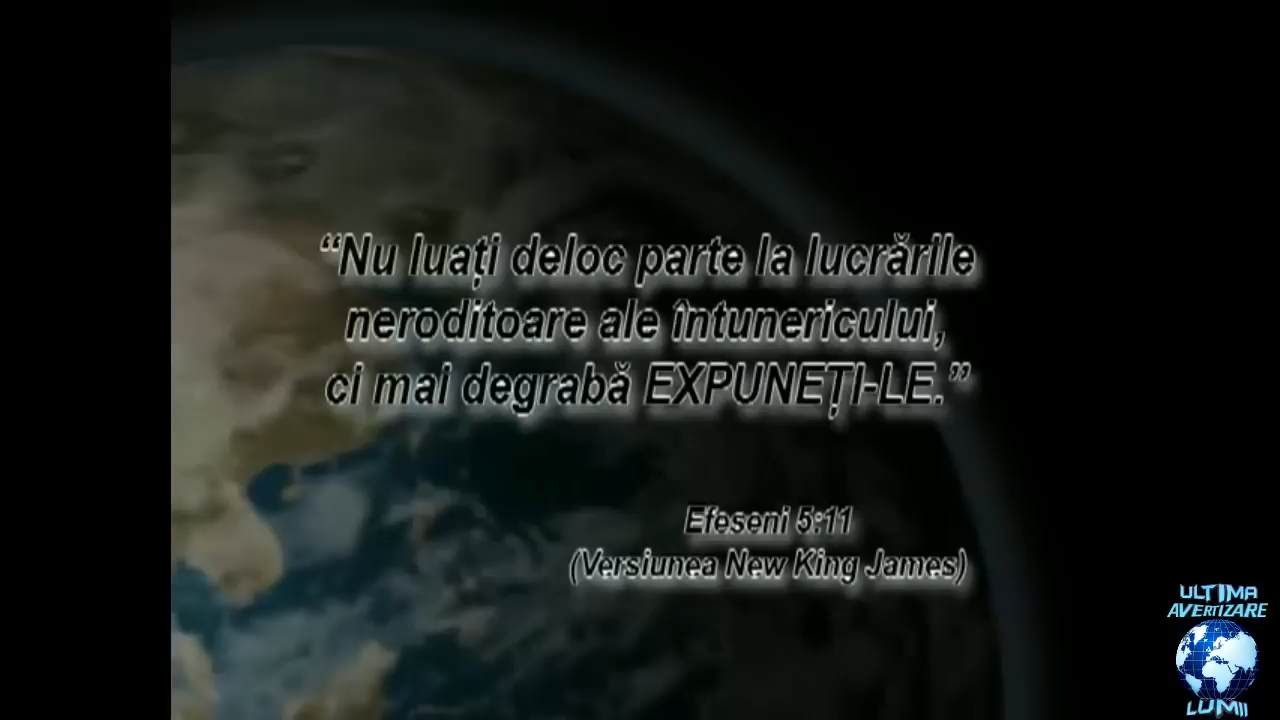 “Nu luați deloc parte la lucrările
neroditoare ale întunericului,
ci mai degrabă EXPUNEȚI-LE.”
Efeseni 5:11
(Versiunea New King James)
ULTIMA
AVERTIZARE
LUMII